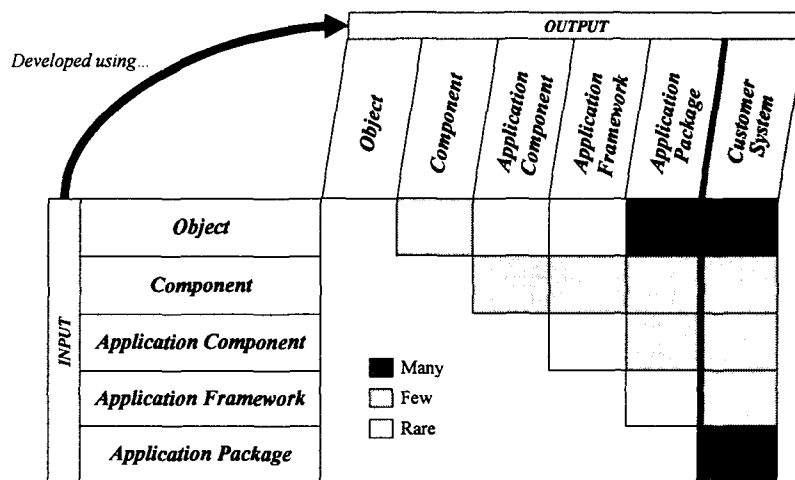 OUTPUT
Developed using...
Object
Component
Application
Component
Application
Framework
Application
Package
Customer
System
INPUT
Object
Component
Application Component
Application Framework
Application Package
Many
Few
Rare